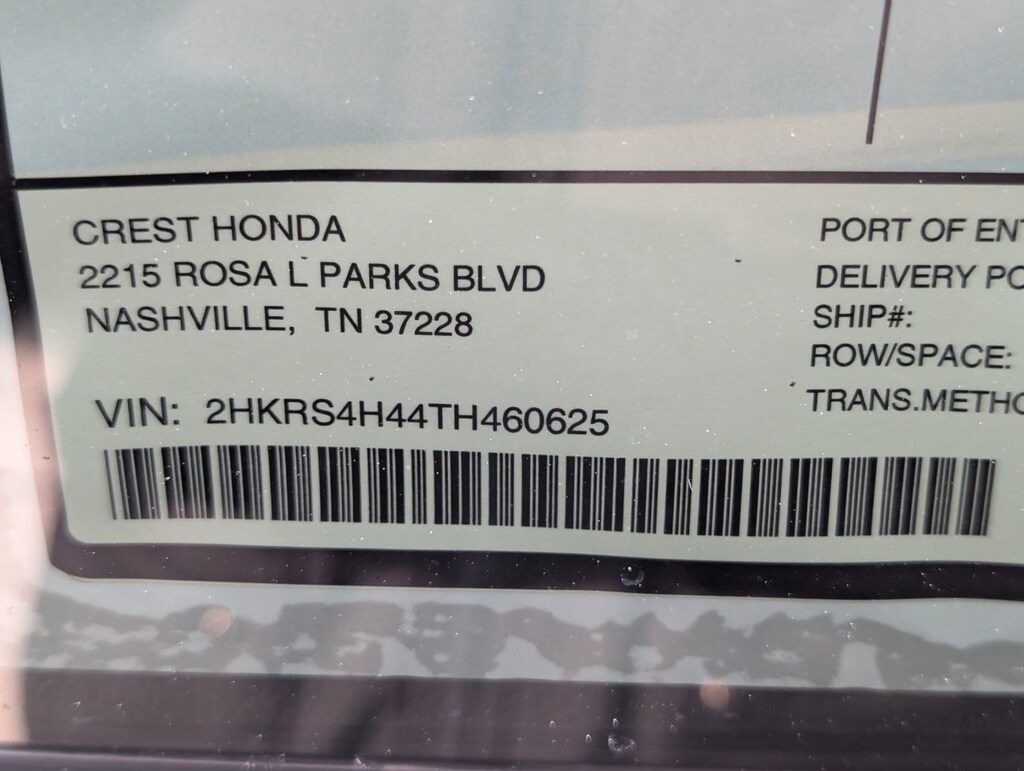 CREST HONDA
2215 ROSA L PARKS BLVD
NASHVILLE, TN 37228
VIN: 2HKRS4H44TH460625
PORT OF ENT
DELIVERY PO
SHIP#:
ROW/SPACE:
TRANS.METHO